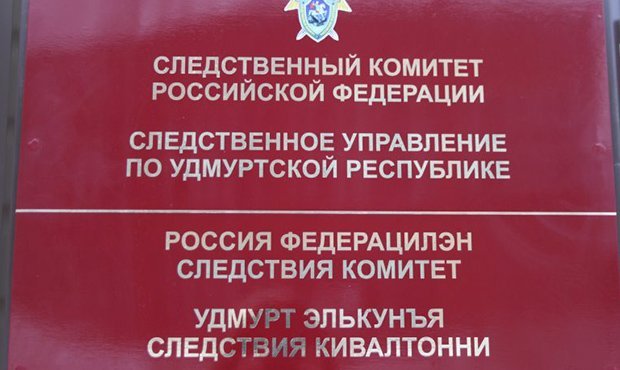 СЛЕДСТВЕННЫЙ КОМИТЕТ
РОССИЙСКОЙ ФЕДЕРАЦИИ
СЛЕДСТВЕННОЕ УПРАВЛЕНИЕ
ПО УДМУРТСКОЙ РЕСПУБЛИКЕ
РОССИЯ ФЕДЕРАЦИЛЭН
СЛЕДСТВИЯ КОМИТЕТ
УДМУРТ ЭЛЬКУНЪЯ
СЛЕДСТВИЯ КИВАЛТОННИ